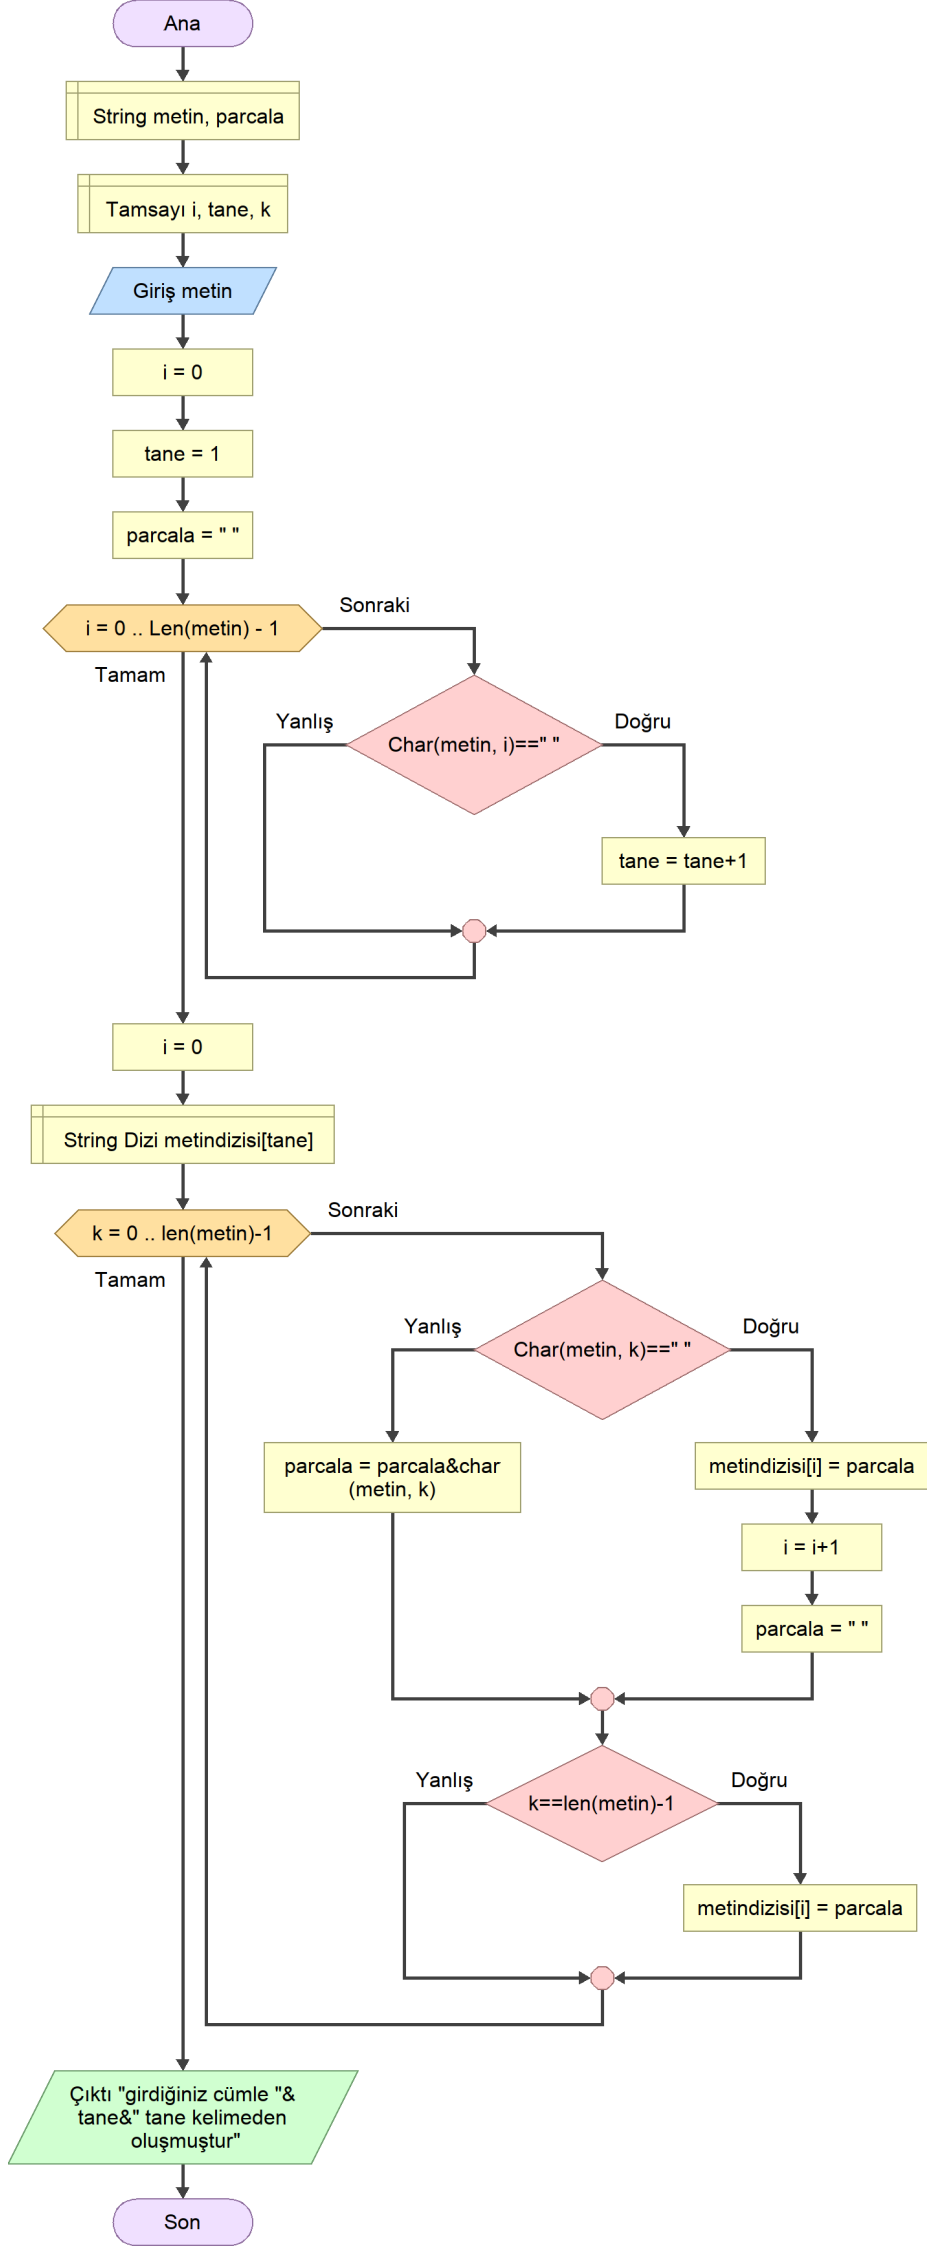 Ana
String metin, parcala
Tamsayı i, tane, k
Giriş metin
i = 0
tane = 1
parcala = " "
i = 0 .. Len(metin) - 1
Sonraki
Tamam
Yanlış
Doğru
Char(metin, i)==" "
tane = tane+1
i = 0
String Dizi metindizisi[tane]
k = 0 .. len(metin)-1
Sonraki
Tamam
Yanlış
Doğru
Char(metin, k)==" "
parcala = parcala&char
(metin, k)
metindizisi[i] = parcala
i = i+1
parcala = " "
Yanlış
Doğru
k==len(metin)-1
metindizisi[i] = parcala
Çıktı "girdiğiniz cümle "&
tane&" tane kelimeden
oluşmuştur"
Son